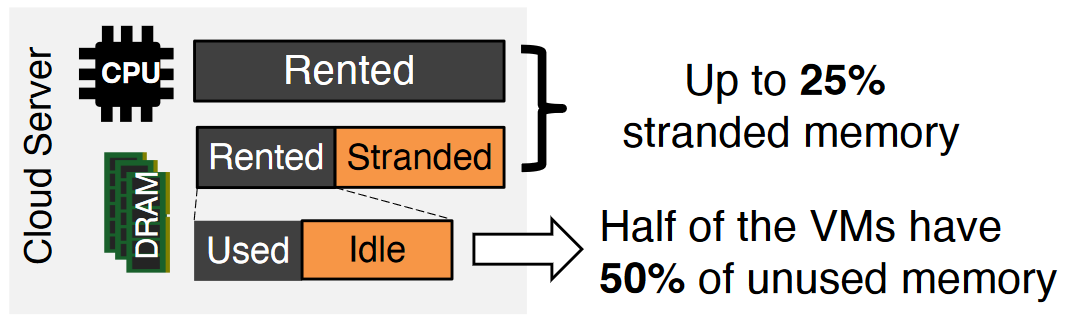 Cloud Server
CPU
Rented
Up to 25%
stranded memory
Rented
Stranded
DRAM
Used
Idle
Half of the VMs have
50% of unused memory